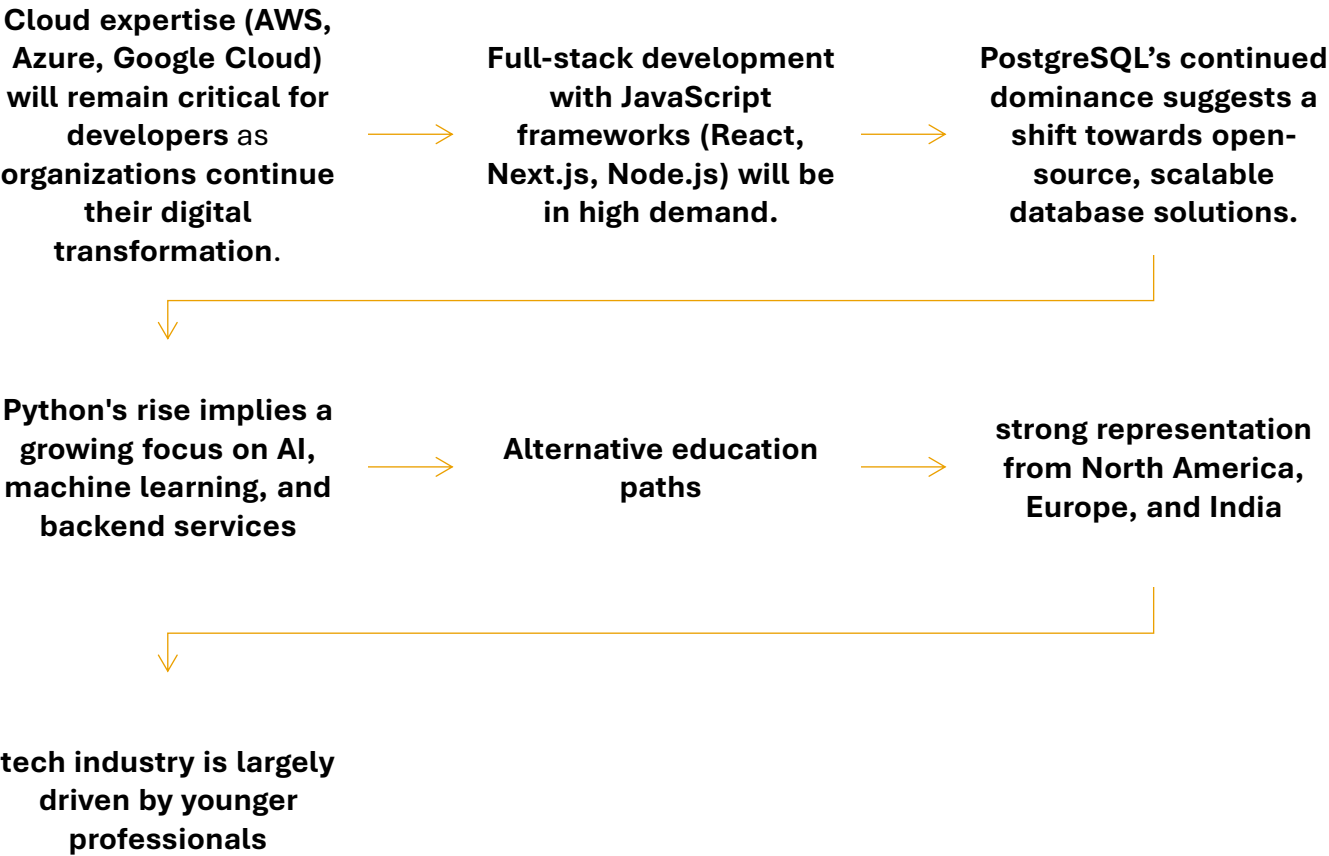 Cloud expertise (AWS,
Azure, Google Cloud)
will remain critical for
developers as
organizations continue
their digital
transformation.
Full-stack development
with JavaScript
frameworks (React,
Next.js, Node.js) will be
in high demand.
PostgreSQL’s continued
dominance suggests a
shift towards open-
source, scalable
database solutions.
Python's rise implies a
growing focus on AI,
machine learning, and
backend services
Alternative education
paths
strong representation
from North America,
Europe, and India
tech industry is largely
driven by younger
professionals